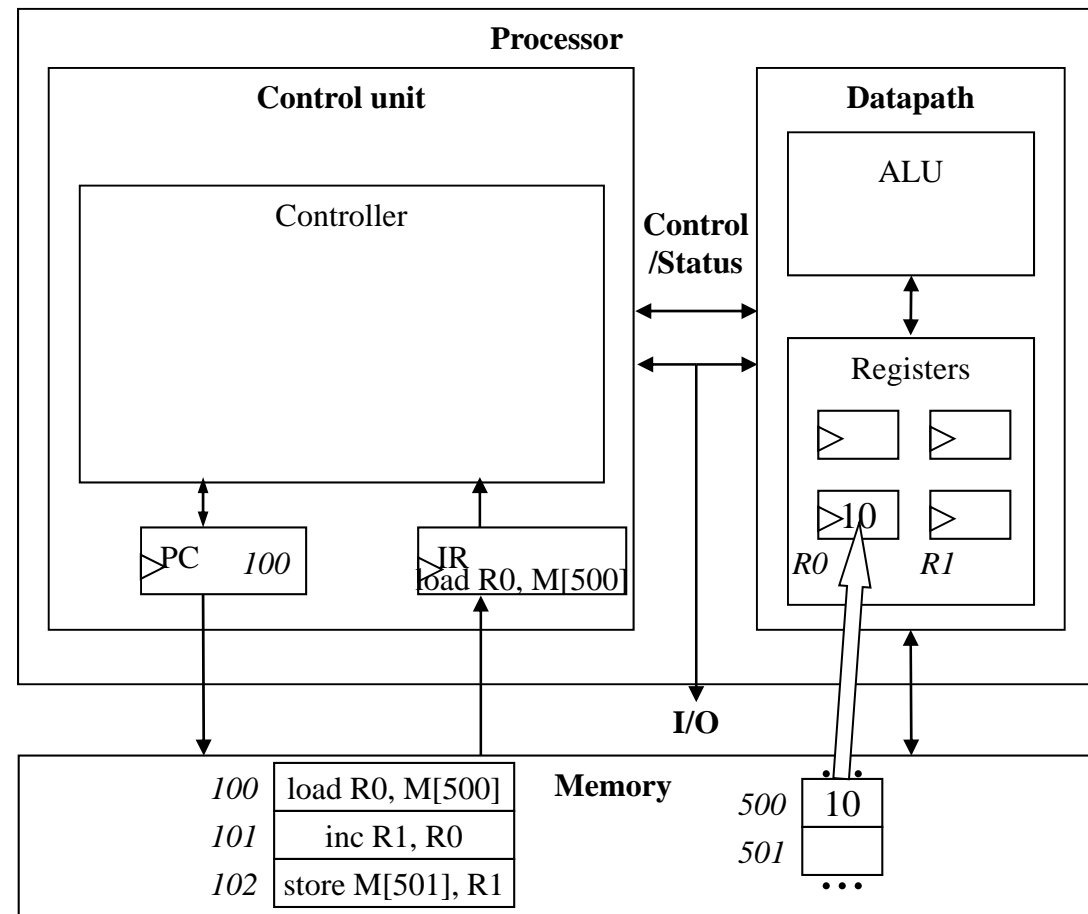 Processor
Control unit
Datapath
ALU
Controller
Control
/Status
Registers
10
R0
R1
PC
100
IR
load R0, M[500]
I/O
Memory
100
load R0, M[500]
101
inc R1, R0
102
store M[501], R1
...
500
10
501
...